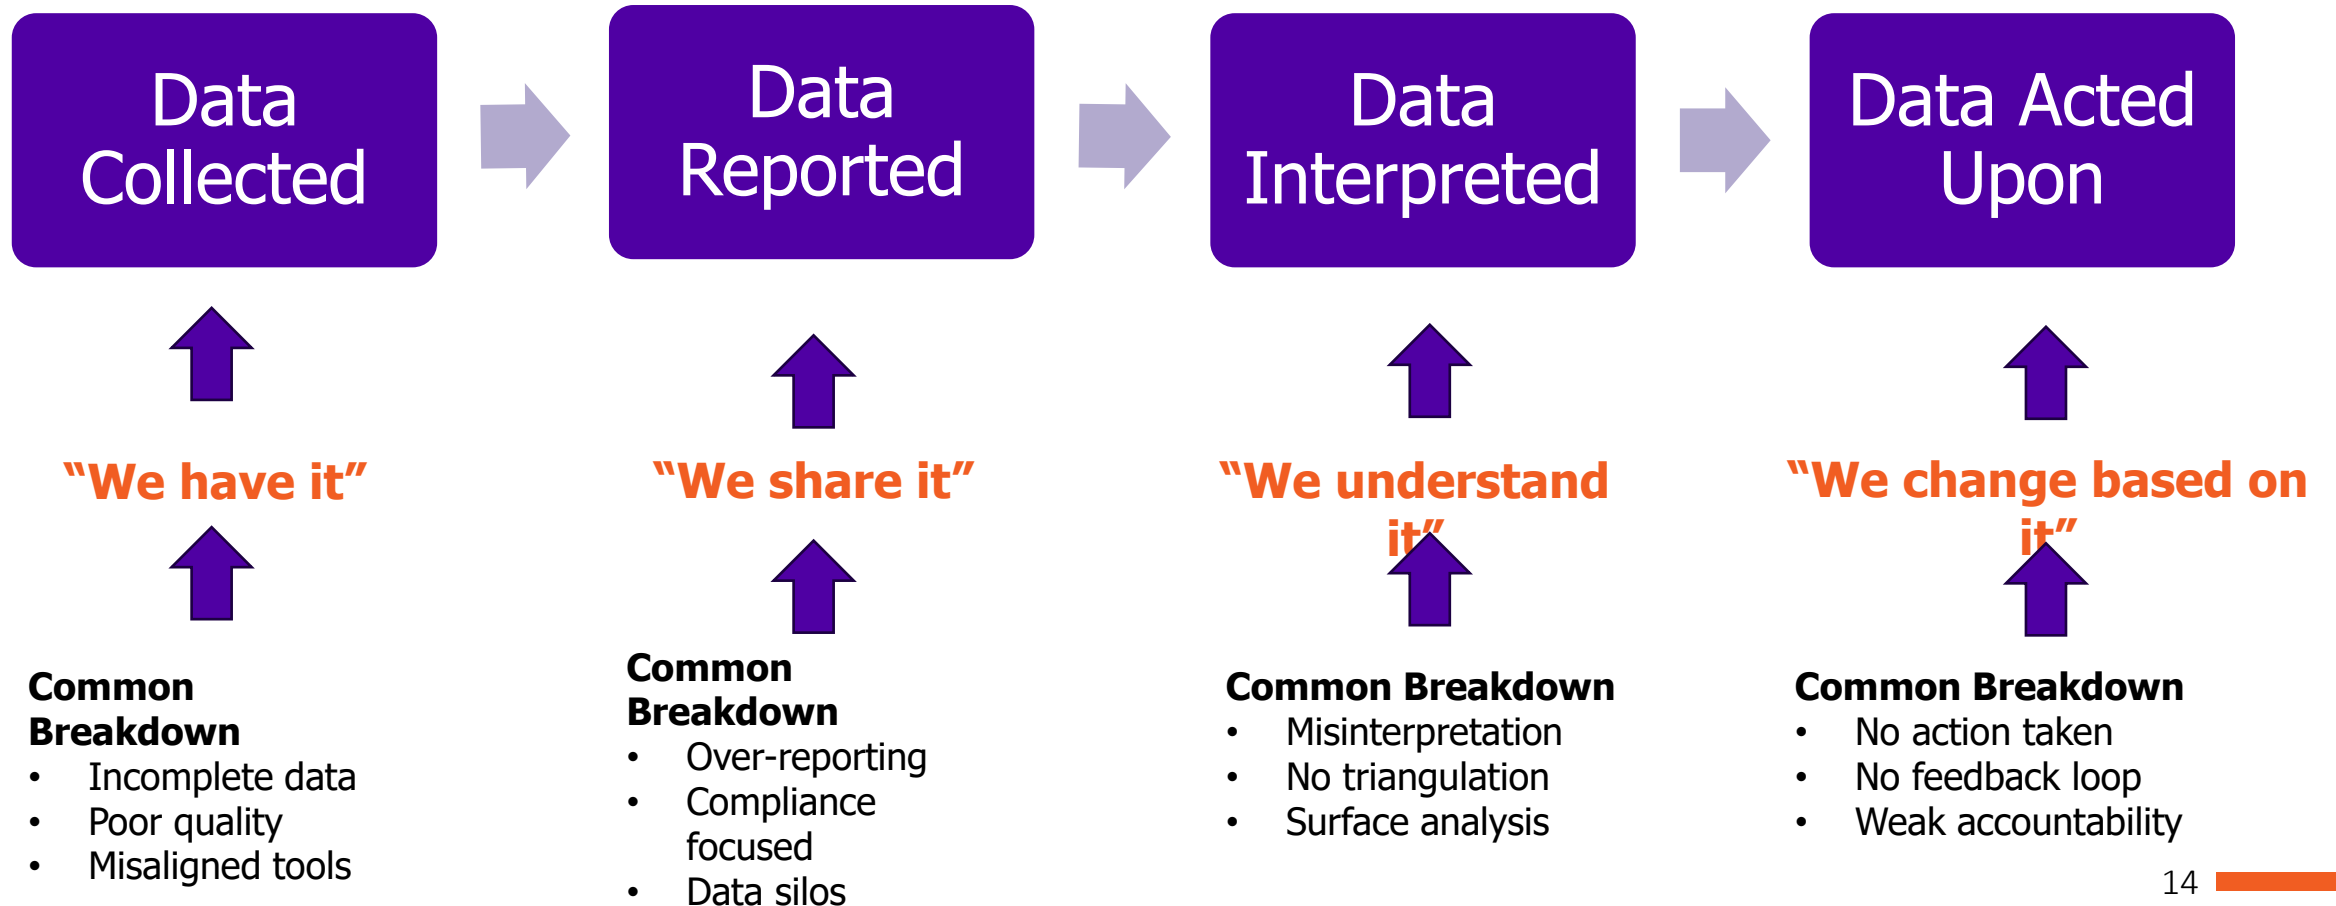 Data
Collected
Data
Reported
Data
Interpreted
Data Acted
Upon
“We have it”
“We share it”
“We understand
it”
“We change based on
it”
Common
Breakdown
• Incomplete data
• Poor quality
• Misaligned tools
Common
Breakdown
• Over-reporting
• Compliance
focused
• Data silos
Common Breakdown
• Misinterpretation
• No triangulation
• Surface analysis
Common Breakdown
• No action taken
• No feedback loop
• Weak accountability
14